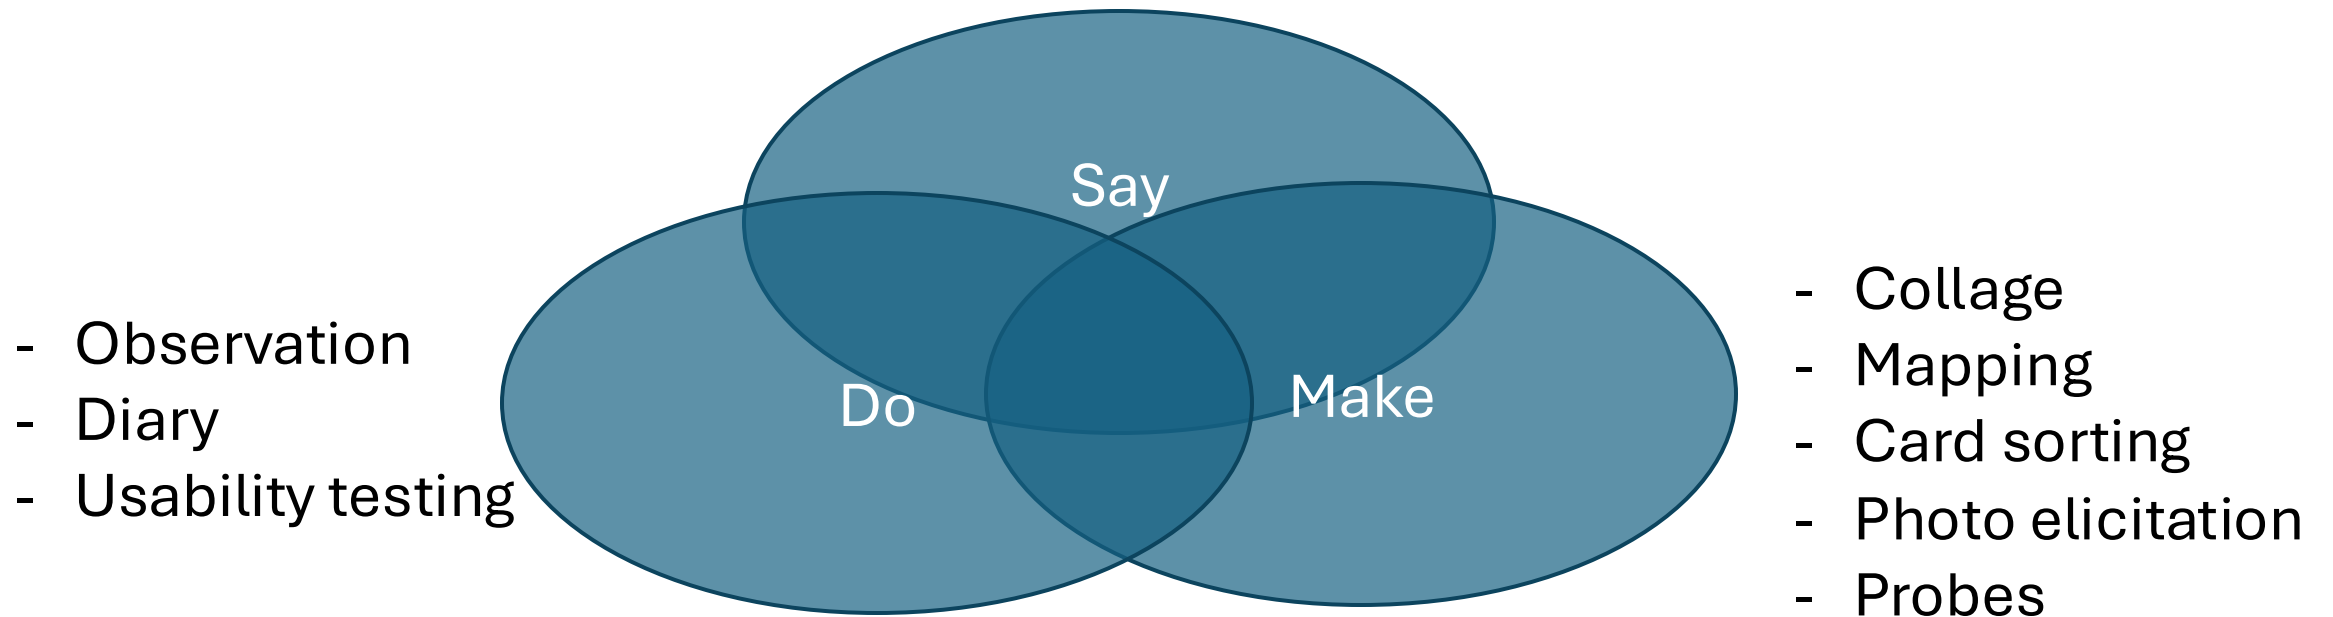 Say
Do
Make
- Observation
- Diary
- Usability testing
- Collage
- Mapping
- Card sorting
- Photo elicitation
- Probes